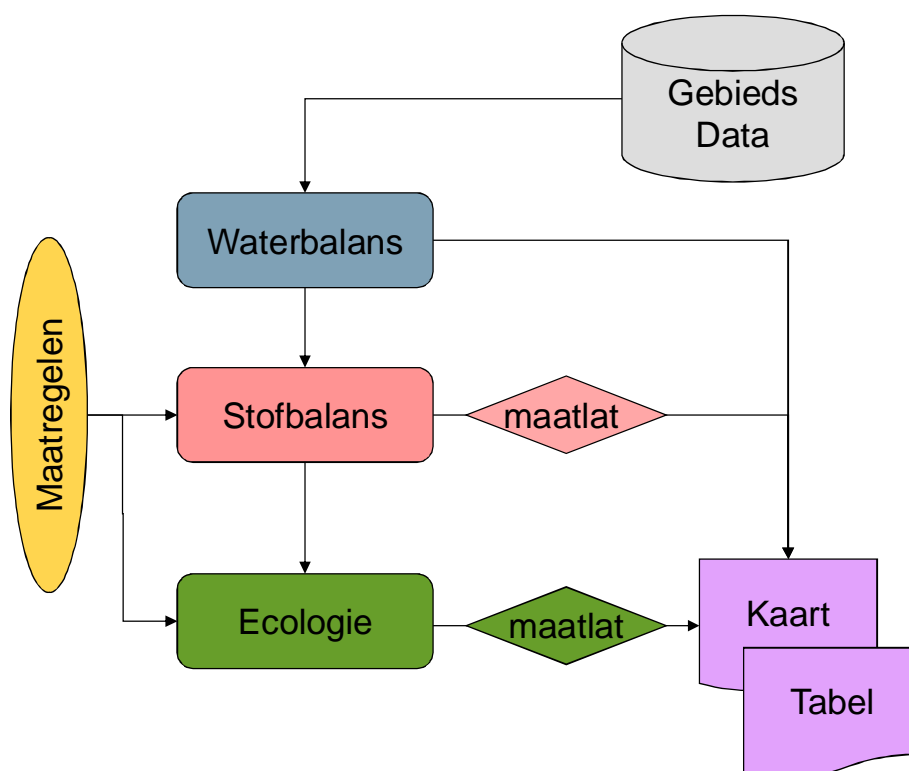 Gebieds
Data
Waterbalans
Maatregelen
Stofbalans
maatlat
Ecologie
maatlat
Kaart
Tabel